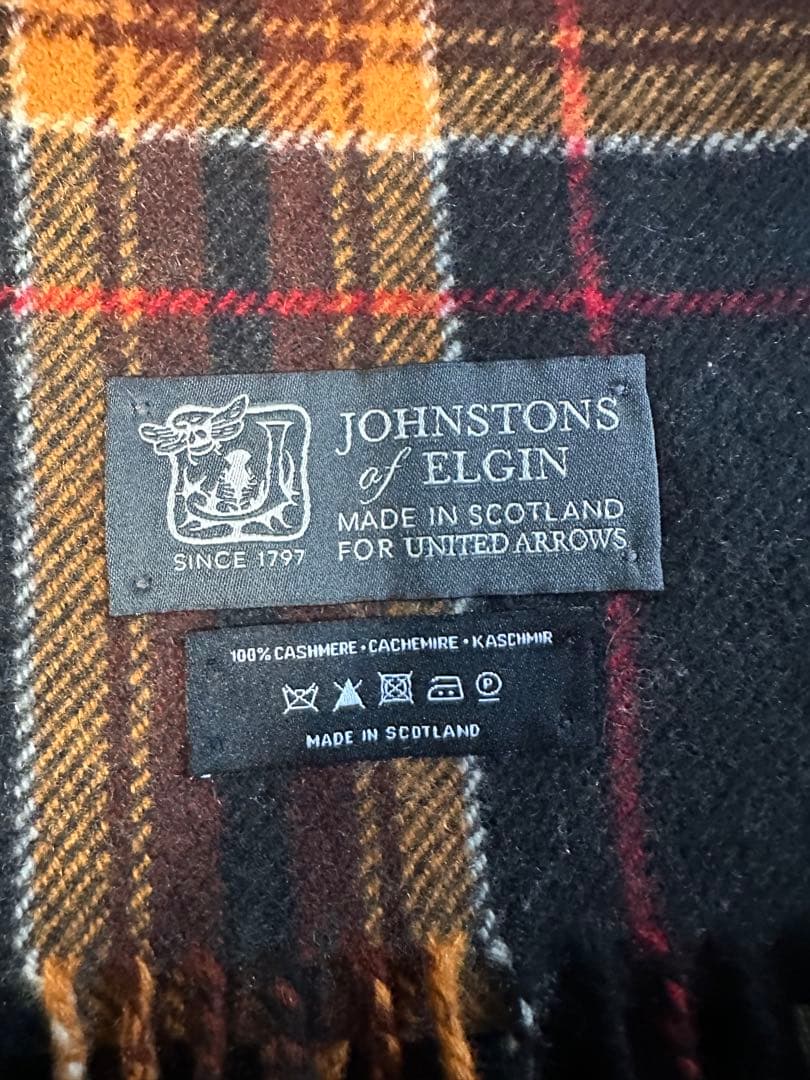 JOHNSTONS
of ELGIN
MADE IN SCOTLAND
FOR UNITED ARROWS
SINCE 1797
100% CASHMERE • CACHEMIRE • KASCHMIR
P
MADE IN SCOTLAND